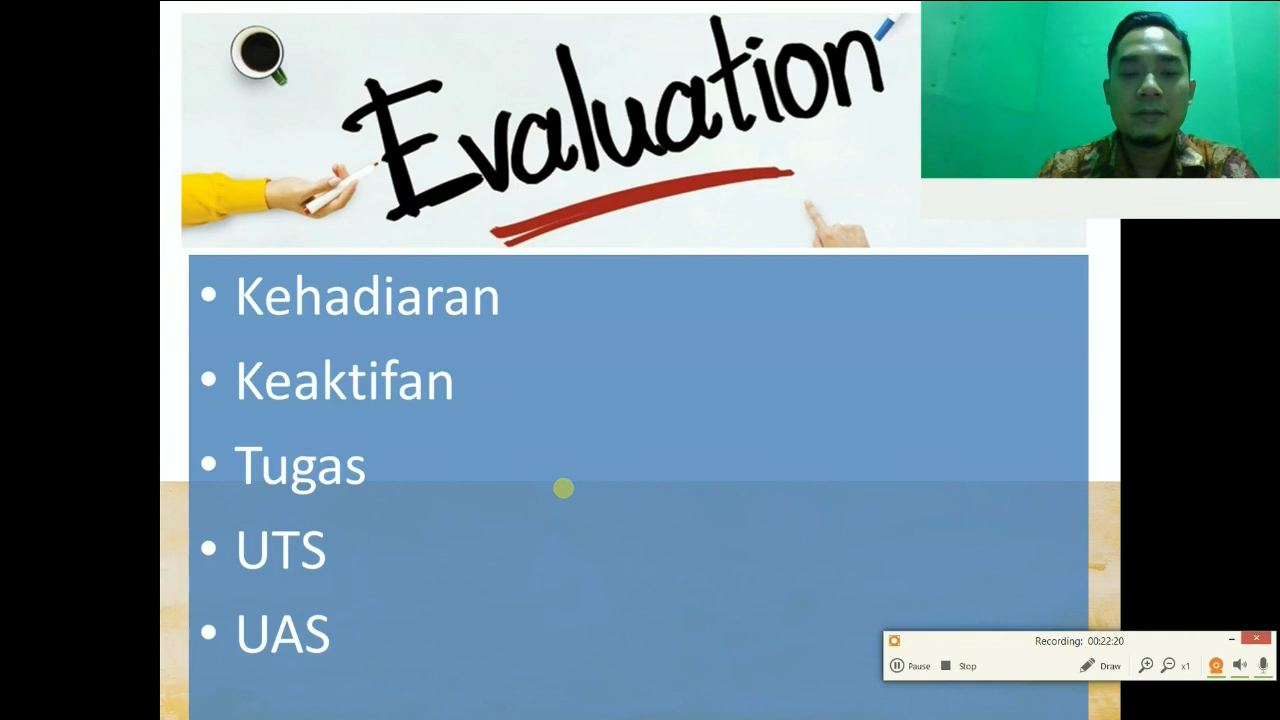 Evaluation
• Kehadiaran
• Keaktifan
• Tugas
• UTS
• UAS
Recording: 00:22:20
Pause Stop Draw x1